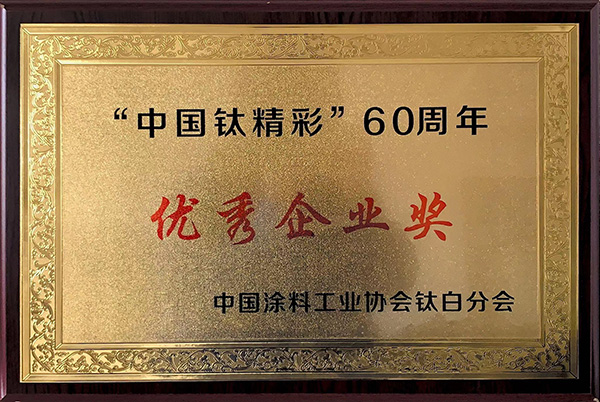 “中国钛精彩”60周年
优秀企业奖
中国涂料工业协会钛白分会